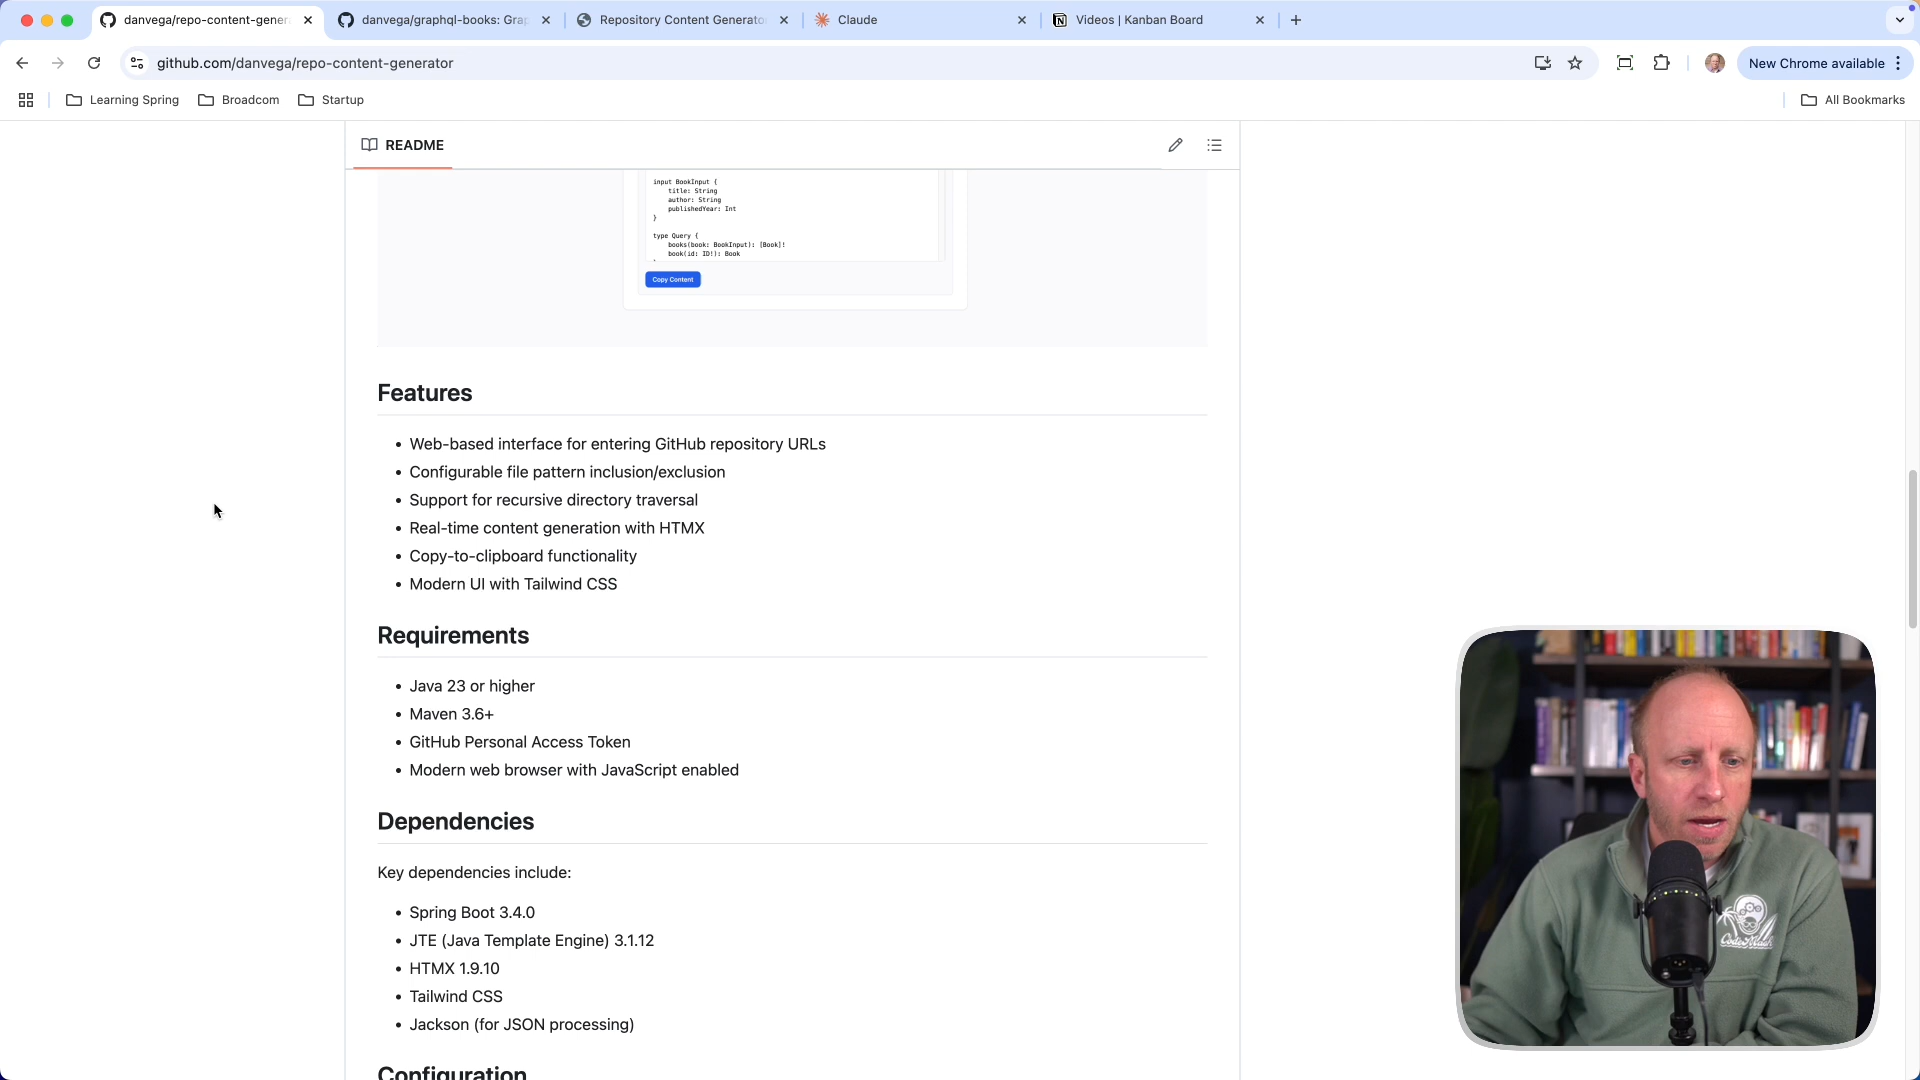 danvega/repo-content-gener
danvega/graphql-books: Grap
Repository Content Generato
Claude
Videos | Kanban Board
github.com/danvega/repo-content-generator
New Chrome available
Learning Spring
Broadcom
Startup
All Bookmarks
README
input BookInput {
title: String
author: String
publishedYear: Int
}
type Query {
books(book: BookInput): [Book]!
book(id: ID!): Book
Copy Content
Features
• Web-based interface for entering GitHub repository URLs
• Configurable file pattern inclusion/exclusion
• Support for recursive directory traversal
• Real-time content generation with HTMX
• Copy-to-clipboard functionality
• Modern UI with Tailwind CSS
Requirements
• Java 23 or higher
• Maven 3.6+
• GitHub Personal Access Token
• Modern web browser with JavaScript enabled
Dependencies
Key dependencies include:
• Spring Boot 3.4.0
• JTE (Java Template Engine) 3.1.12
• HTMX 1.9.10
• Tailwind CSS
• Jackson (for JSON processing)
Configuration
CodeMash